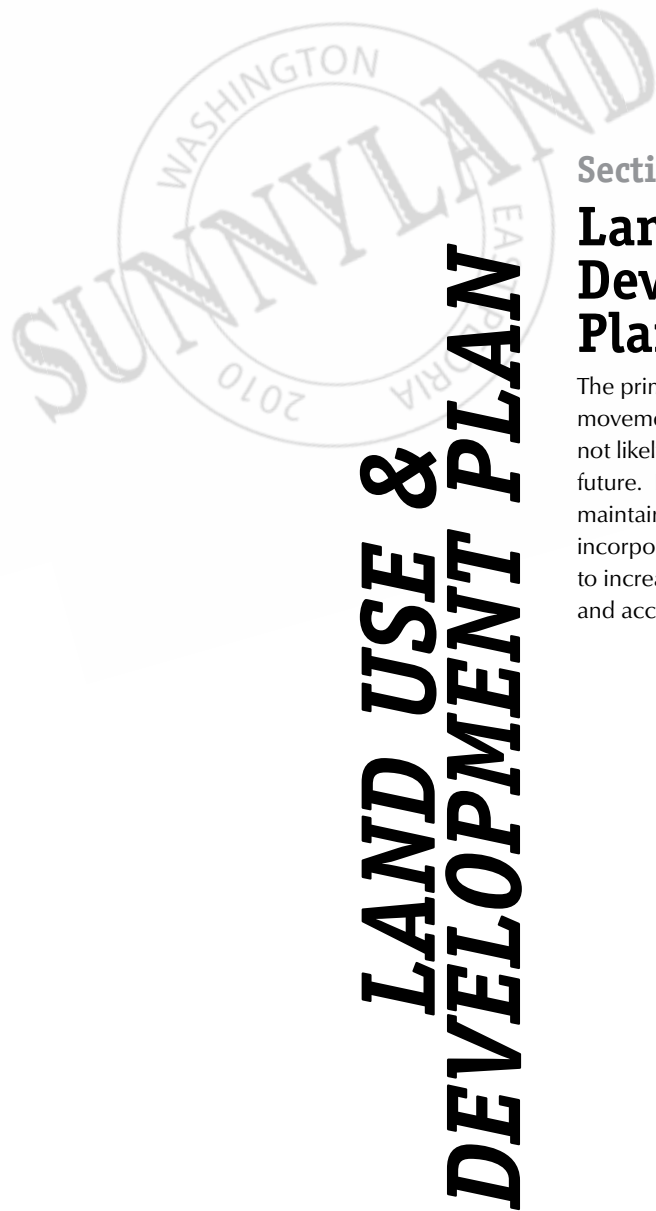 WASHINGTON
SUNNYLAND
EAST PEORIA
2010
LAND USE &
DEVELOPMENT PLAN
Secti
Lan
Dev
Pla
The prin
moveme
not likel
future.
maintain
incorpo
to increa
and acc